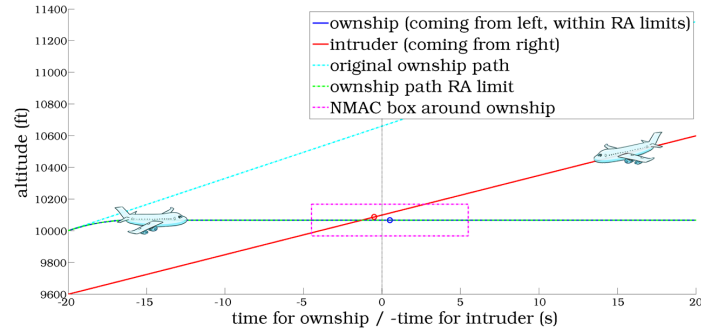 11400
11200
11000
10800
10600
10400
10200
10000
9800
9600
altitude (ft)
ownship (coming from left, within RA limits)
intruder (coming from right)
original ownship path
ownship path RA limit
NMAC box around ownship
-20 -15 -10 -5 0 5 10 15 20
time for ownship / -time for intruder (s)